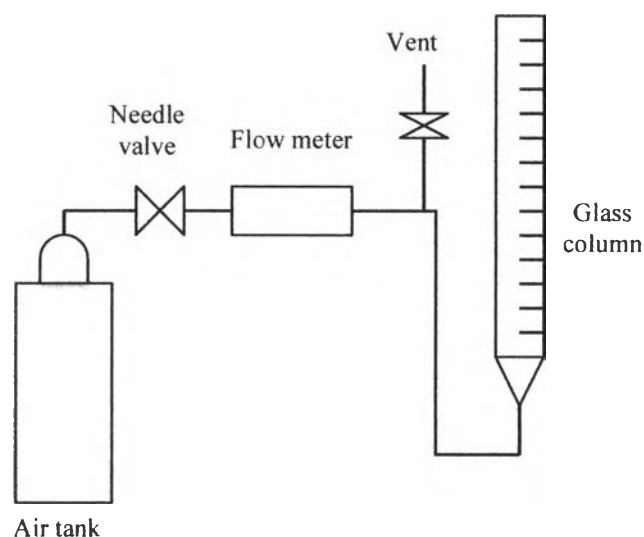 Vent
Needle
valve
Flow meter
Glass
column
Air tank